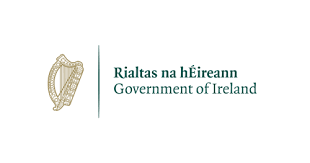 Rialtas na hÉireann
Government of Ireland